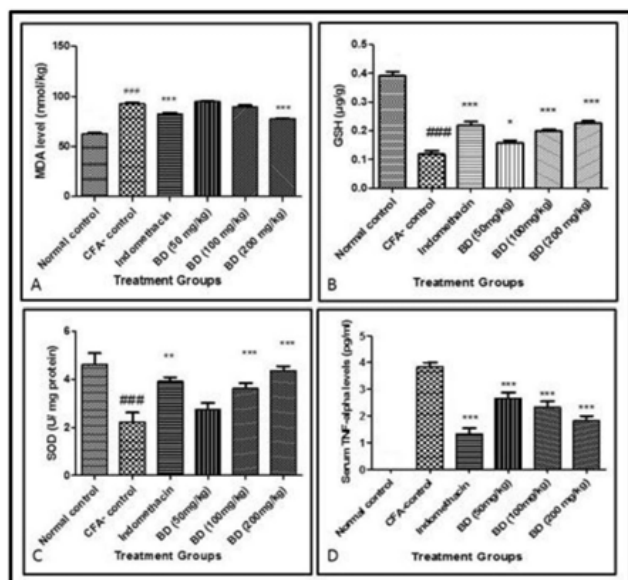 150
100
50
0
MDA level (nmol/kg)
###
***
***
Normal control
CFA- control
Indomethacin
BD (50 mg/kg)
BD (100 mg/kg)
BD (200 mg/kg)
Treatment Groups
A
0.5
0.4
0.3
0.2
0.1
0.0
GSH (µg/g)
###
***
*
***
***
Normal control
CFA- control
Indomethacin
BD (50mg/kg)
BD (100mg/kg)
BD (200 mg/kg)
Treatment Groups
B
6
4
2
0
SOD (U/ mg protein)
###
**
***
***
Normal control
CFA- control
Indomethacin
BD (50mg/kg)
BD (100mg/kg)
BD (200mg/kg)
Treatment Groups
C
5
4
3
2
1
0
Serum TNF-alpha levels (pg/ml)
***
***
***
***
Normal control
CFA-control
Indomethacin
BD (50mg/kg)
BD (100mg/kg)
BD (200 mg/kg)
Treatment Groups
D